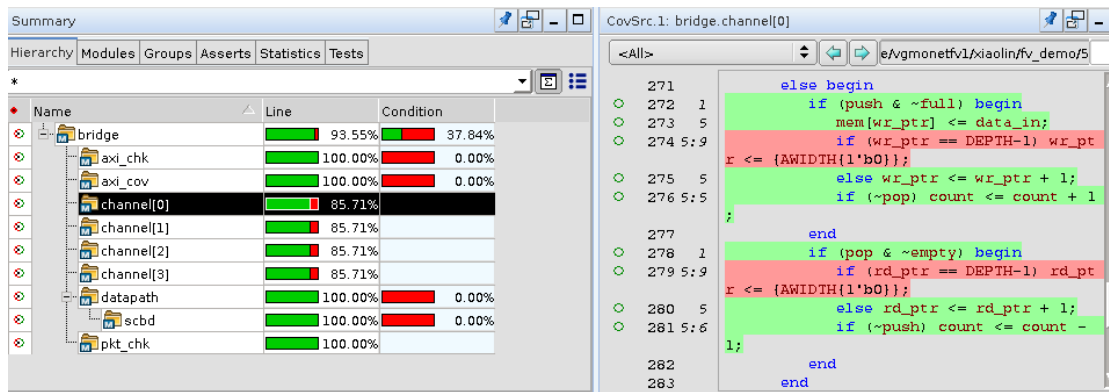 Summary
Hierarchy Modules Groups Asserts Statistics Tests
*
Name Line Condition
bridge 93.55% 37.84%
axi_chk 100.00% 0.00%
axi_cov 100.00% 0.00%
channel[0] 85.71%
channel[1] 85.71%
channel[2] 85.71%
channel[3] 85.71%
datapath 100.00% 0.00%
scbd 100.00% 0.00%
pkt_chk 100.00%
CovSrc.1: bridge.channel[0]
<All> e/vgmonetfv1/xiaolin/fv_demo/5
271 else begin
272 1 if (push & ~full) begin
273 5 mem[wr_ptr] <= data_in;
274 5:9 if (wr_ptr == DEPTH-1) wr_pt
r <= {AWIDTH{1'b0}};
275 5 else wr_ptr <= wr_ptr + 1;
276 5:5 if (~pop) count <= count + 1
;
277 end
278 1 if (pop & ~empty) begin
279 5:9 if (rd_ptr == DEPTH-1) rd_pt
r <= {AWIDTH{1'b0}};
280 5 else rd_ptr <= rd_ptr + 1;
281 5:6 if (~push) count <= count -
1;
282 end
283 end